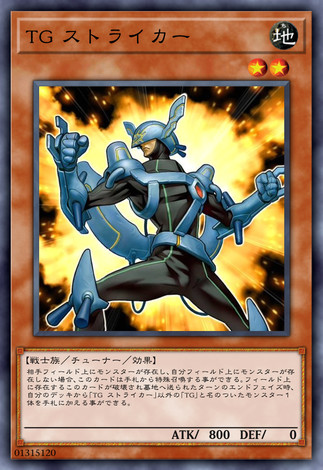 TG ストライカー
地
【戦士族／チューナー／効果】
相手フィールド上にモンスターが存在し、自分フィールド上にモンスターが存
在しない場合、このカードは手札から特殊召喚する事ができる。フィールド上
に存在するこのカードが破壊され墓地へ送られたターンのエンドフェイズ時、
自分のデッキから「TG ストライカー」以外の「TG」と名のついたモンスター１
体を手札に加える事ができる。
ATK/ 800 DEF/ 0
01315120